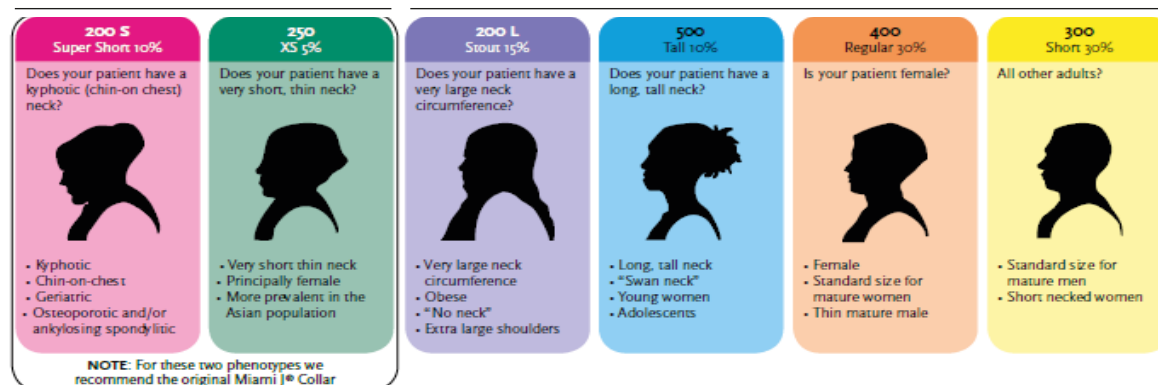 200 S
Super Short 10%
Does your patient have a
kyphotic (chin-on chest)
neck?
• Kyphotic
• Chin-on-chest
• Geriatric
• Osteoporotic and/or
ankylosing spondylitic
250
XS 5%
Does your patient have a
very short, thin neck?
• Very short thin neck
• Principally female
• More prevalent in the
Asian population
NOTE: For these two phenotypes we
recommend the original Miami J® Collar
200 L
Stout 15%
Does your patient have a
very large neck
circumference?
• Very large neck
circumference
• Obese
• "No neck"
• Extra large shoulders
500
Tall 10%
Does your patient have a
long, tall neck?
• Long, tall neck
• "Swan neck"
• Young women
• Adolescents
400
Regular 30%
Is your patient female?
• Female
• Standard size for
mature women
• Thin mature male
300
Short 30%
All other adults?
• Standard size for
mature men
• Short necked women